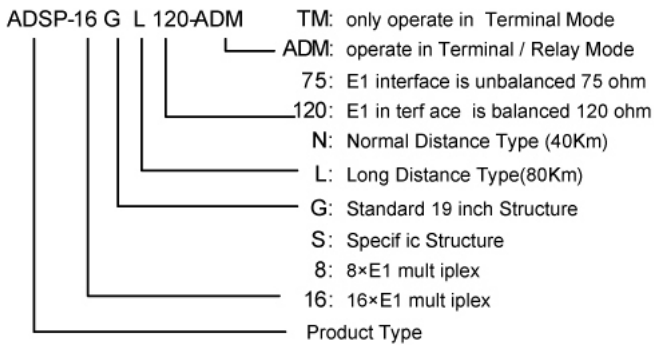 ADSP-16 G L 120-ADM TM: only operate in Terminal Mode
ADM: operate in Terminal / Relay Mode
75: E1 interface is unbalanced 75 ohm
120: E1 in terf ace is balanced 120 ohm
N: Normal Distance Type (40Km)
L: Long Distance Type(80Km)
G: Standard 19 inch Structure
S: Specif ic Structure
8: 8×E1 mult iplex
16: 16×E1 mult iplex
Product Type